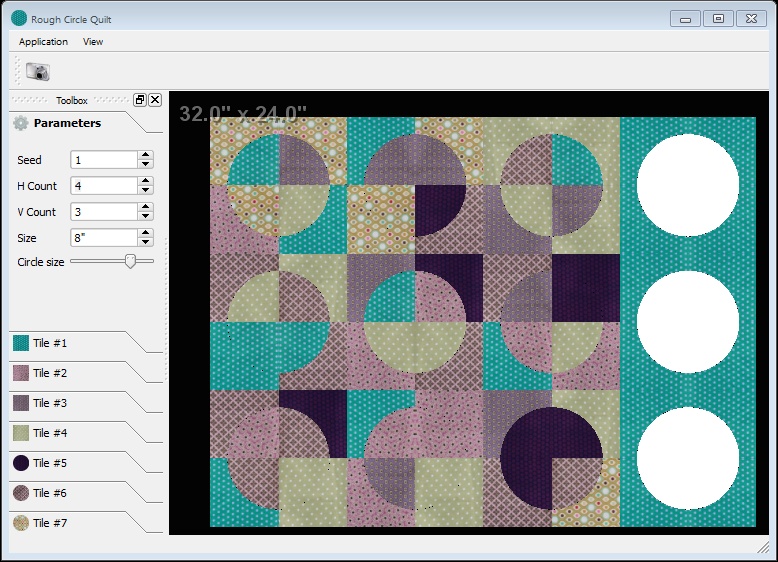 Rough Circle Quilt
Application View
Toolbox
Parameters
Seed 1
H Count 4
V Count 3
Size 8"
Circle size
Tile #1
Tile #2
Tile #3
Tile #4
Tile #5
Tile #6
Tile #7
32.0" x 24.0"